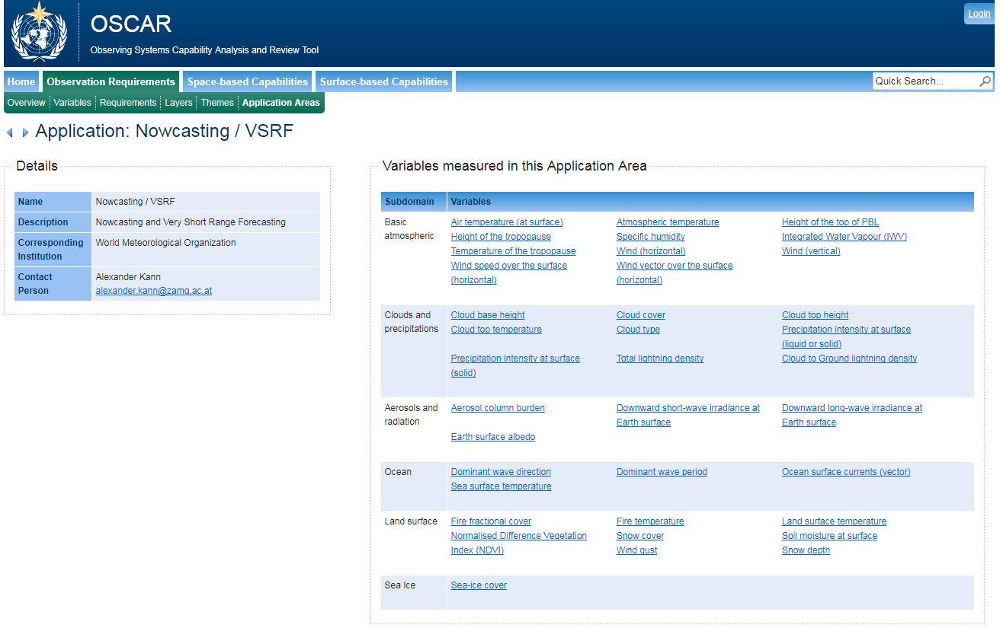 OSCAR
Login
Observing Systems Capability Analysis and Review Tool
Home Observation Requirements Space-based Capabilities Surface-based Capabilities Quick Search...
Overview Variables Requirements Layers Themes Application Areas
Application: Nowcasting / VSRF
Details
Name Nowcasting / VSRF
Description Nowcasting and Very Short Range Forecasting
Corresponding World Meteorological Organization
Institution
Contact Alexander Kann
Person alexander.kann@zamg.ac.at
Variables measured in this Application Area
Subdomain Variables
Basic Air temperature (at surface) Atmospheric temperature Height of the top of PBL
atmospheric Height of the tropopause Specific humidity Integrated Water Vapour (IWV)
Temperature of the tropopause Wind (horizontal) Wind (vertical)
Wind speed over the surface Wind vector over the surface
(horizontal) (horizontal)
Clouds and Cloud base height Cloud cover Cloud top height
precipitations Cloud top temperature Cloud type Precipitation intensity at surface
(liquid or solid)
Precipitation intensity at surface Total lightning density Cloud to Ground lightning density
(solid)
Aerosols and Aerosol column burden Downward short-wave irradiance at Downward long-wave irradiance at
radiation Earth surface Earth surface
Earth surface albedo
Ocean Dominant wave direction Dominant wave period Ocean surface currents (vector)
Sea surface temperature
Land surface Fire fractional cover Fire temperature Land surface temperature
Normalised Difference Vegetation Snow cover Soil moisture at surface
Index (NDVI) Wind gust Snow depth
Sea Ice Sea-ice cover